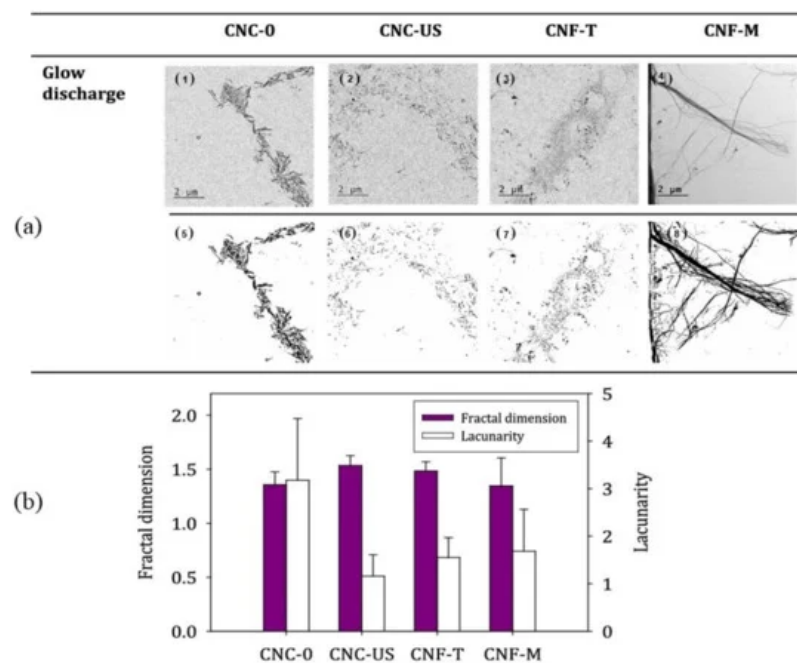 CNC-0 CNC-US CNF-T CNF-M
Glow
discharge
(1) (2) (3)
2 µm 2 µm 2 µm 2 µm
(a)
(5) (6) (7) (8)
(b)
Fractal dimension
2.0
1.5
1.0
0.5
0.0
Fractal dimension
Lacunarity
5
4
3
2
1
0
Lacunarity
CNC-0 CNC-US CNF-T CNF-M